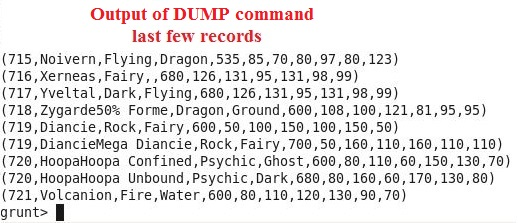 Output of DUMP command
last few records
(715,Noivern,Flying,Dragon,535,85,70,80,97,80,123)
(716,Xerneas,Fairy,,680,126,131,95,131,98,99)
(717,Yveltal,Dark,Flying,680,126,131,95,131,98,99)
(718,Zygarde50% Forme,Dragon,Ground,600,108,100,121,81,95,95)
(719,Diancie,Rock,Fairy,600,50,100,150,100,150,50)
(719,DiancieMega Diancie,Rock,Fairy,700,50,160,110,160,110,110)
(720,HoopaHoopa Confined,Psychic,Ghost,600,80,110,60,150,130,70)
(720,HoopaHoopa Unbound,Psychic,Dark,680,80,160,60,170,130,80)
(721,Volcanion,Fire,Water,600,80,110,120,130,90,70)
grunt>